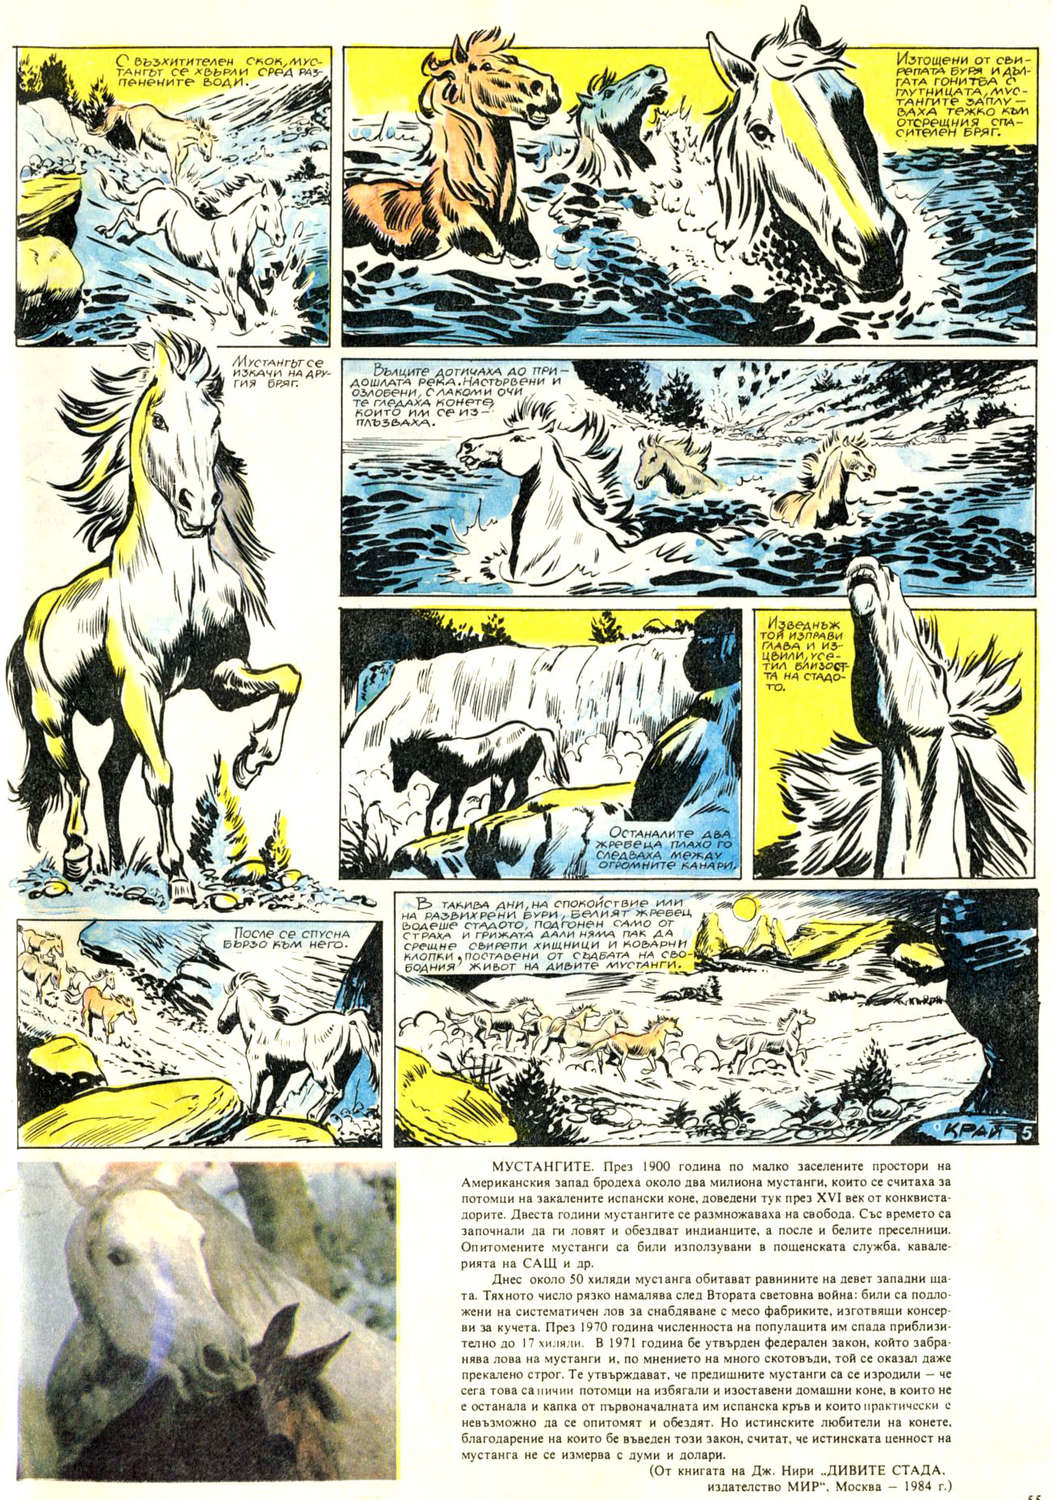 С ВЪЗХИТИТЕЛЕН СКОК, МУС-
ТАНГЪТ СЕ ХВЪРЛИ СРЕД РАЗ-
ПЕНЕНИТЕ ВОДИ.
ИЗТОЩЕНИ ОТ СВИ-
РЕПАТА БУРЯ И ДЪЛ-
ГАТА ГОНИТБА С
ГЛУТНИЦАТА, МУС-
ТАНГИТЕ ЗАПЛУ-
ВАХА ТЕЖКО КЪМ
ОТСРЕЩНИЯ СПА-
СИТЕЛЕН БРЯГ.
МУСТАНГЪТ СЕ
ИЗКАЧИ НА ДРУ-
ГИЯ БРЯГ.
ВЪЛЦИТЕ ДОТИЧАХА ДО ПРИ-
ДОШЛАТА РЕКА. НАСТЪРВЕНИ И
ОЗЛОБЕНИ, С ЛАКОМИ ОЧИ
ТЕ ГЛЕДАХА КОНЕТЕ,
КОИТО ИМ СЕ ИЗ-
ПЛЪЗВАХА.
ОСТАНАЛИТЕ ДВА
ЖРЕБЕЦА ПЛАХО ГО
СЛЕДВАХА МЕЖДУ
ОГРОМНИТЕ КАНАРИ.
ИЗВЕДНЪЖ
ТОЙ ИЗПРАВИ
ГЛАВА И ИЗ-
ЦВИЛИ, УСЕ-
ТИЛ БЛИЗОСТ-
ТА НА СТАДО-
ТО.
ПОСЛЕ СЕ СПУСНА
БЪРЗО КЪМ НЕГО.
В ТАКИВА ДНИ, НА СПОКОЙСТВИЕ ИЛИ
НА РАЗВИХРЕНИ БУРИ, БЕЛИЯТ ЖРЕБЕЦ
ВОДЕШЕ СТАДОТО, ПОДГОНЕН САМО ОТ
СТРАХА И ГРИЖАТА ДАЛИ НЯМА ПАК ДА
СРЕЩНЕ СВИРЕПИ ХИЩНИЦИ И КОВАРНИ
КЛОПКИ, ПОСТАВЕНИ ОТ СЪДБАТА НА СВО-
БОДНИЯ ЖИВОТ НА ДИВИТЕ МУСТАНГИ.
КРАЙ 5
МУСТАНГИТЕ. През 1900 година по малко заселените простори на
Американския запад бродеха около два милиона мустанги, които се считаха за
потомци на закалените испански коне, доведени тук през XVI век от конквиста-
дорите. Двеста години мустангите се размножаваха на свобода. Със времето са
започнали да ги ловят и обездват индианците, а после и белите преселници.
Опитомените мустанги са били използувани в пощенската служба, кавале-
рията на САЩ и др.
Днес около 50 хиляди мустанга обитават равнините на девет западни ща-
та. Тяхното число рязко намалява след Втората световна война: били са подло-
жени на систематичен лов за снабдяване с месо фабриките, изготвящи консер-
ви за кучета. През 1970 година численноста на популацита им спада приблизи-
телно до 17 хиляди. В 1971 година бе утвърден федерален закон, който забра-
нява лова на мустанги и, по мнението на много скотовъди, той се оказал даже
прекалено строг. Те утвърждават, че предишните мустанги са се изродили — че
сега това са ничии потомци на избягали и изоставени домашни коне, в които не
е останала и капка от първоначалната им испанска кръв и които практически е
невъзможно да се опитомят и обездят. Но истинските любители на конете,
благодарение на които бе въведен този закон, считат, че истинската ценност на
мустанга не се измерва с думи и долари.
(От книгата на Дж. Нири „ДИВИТЕ СТАДА,
издателство МИР“, Москва — 1984 г.)
55